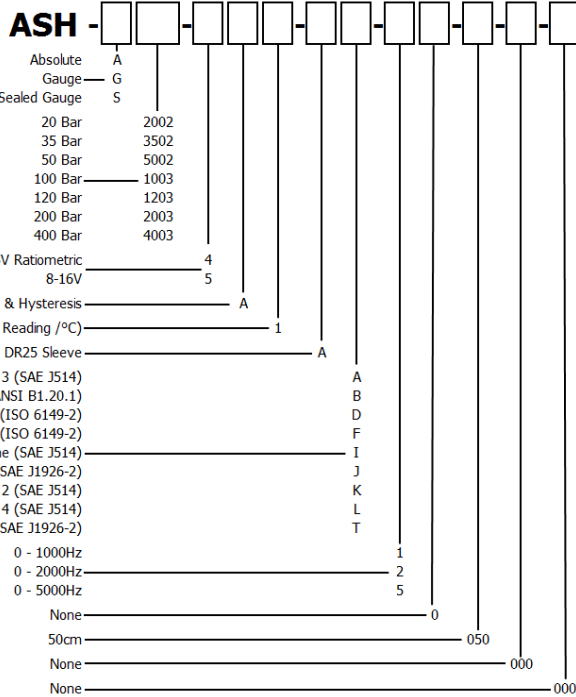 ASH - - - - - - -
Absolute A
Gauge G
Sealed Gauge S
20 Bar 2002
35 Bar 3502
50 Bar 5002
100 Bar 1003
120 Bar 1203
200 Bar 2003
400 Bar 4003
V Ratiometric 4
8-16V 5
& Hysteresis A
Reading /°C) 1
DR25 Sleeve A
3 (SAE J514) A
NSI B1.20.1) B
(ISO 6149-2) D
(ISO 6149-2) F
e (SAE J514) I
SAE J1926-2) J
2 (SAE J514) K
4 (SAE J514) L
SAE J1926-2) T
0 - 1000Hz 1
0 - 2000Hz 2
0 - 5000Hz 5
None 0
50cm 050
None 000
None 000